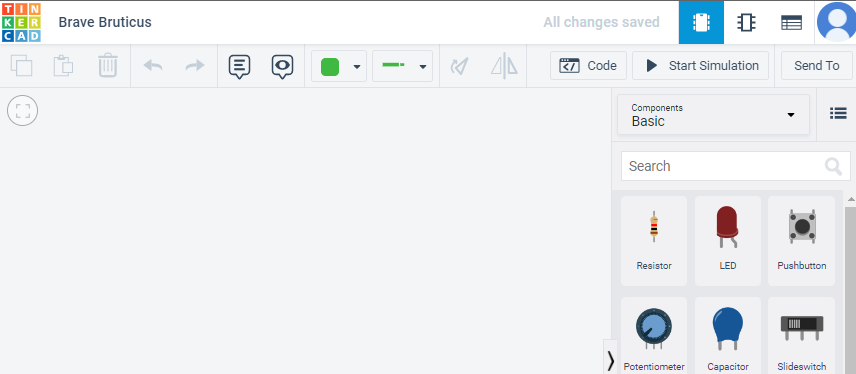 TIN
KER
CAD
Brave Bruticus
All changes saved
Code
Start Simulation
Send To
Components
Basic
Search
Resistor
LED
Pushbutton
Potentiometer
Capacitor
Slideswitch